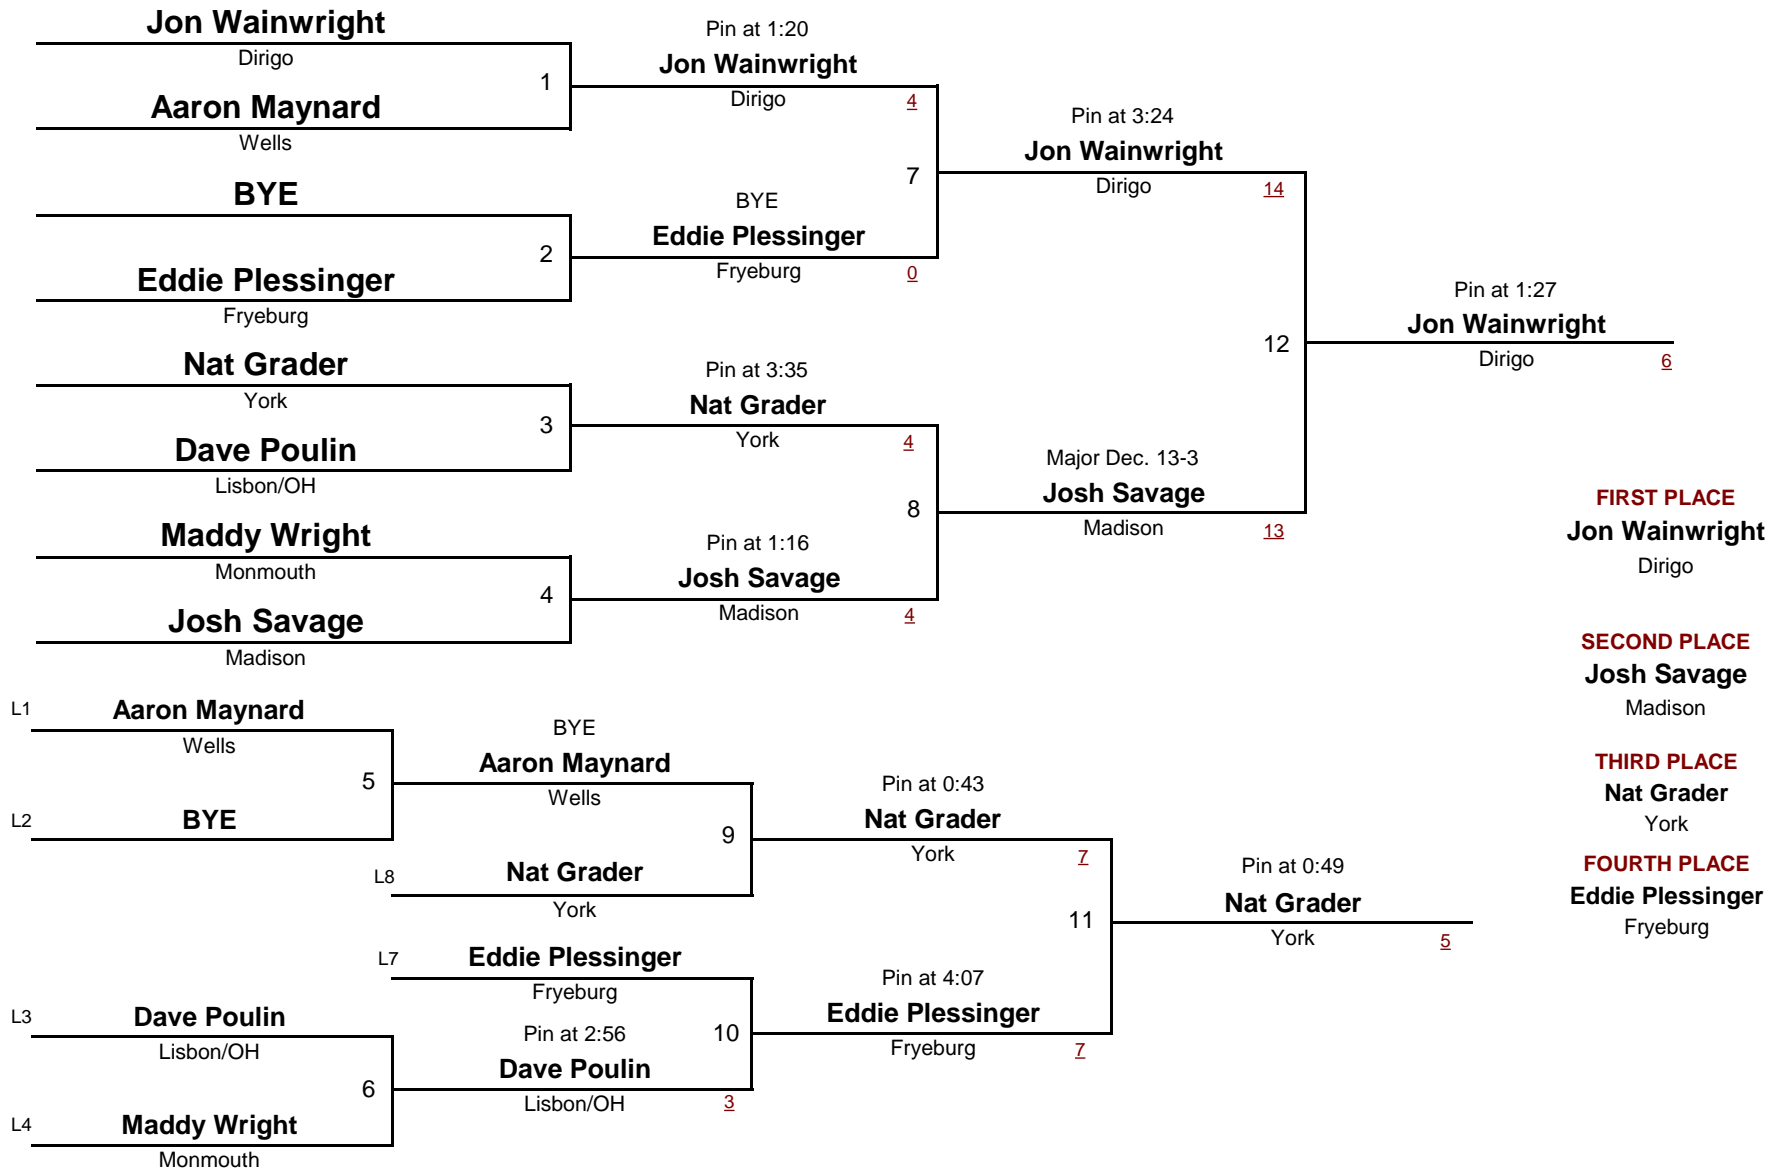 Jon Wainwright
Dirigo
1
Aaron Maynard
Wells
BYE
2
Eddie Plessinger
Fryeburg
Nat Grader
York
3
Dave Poulin
Lisbon/OH
Maddy Wright
Monmouth
4
Josh Savage
Madison
Pin at 1:20
Jon Wainwright
Dirigo 4
7
BYE
Eddie Plessinger
Fryeburg 0
Pin at 3:35
Nat Grader
York 4
8
Pin at 1:16
Josh Savage
Madison 4
Pin at 3:24
Jon Wainwright
Dirigo 14
12
Major Dec. 13-3
Josh Savage
Madison 13
Pin at 1:27
Jon Wainwright
Dirigo 6
FIRST PLACE
Jon Wainwright
Dirigo
SECOND PLACE
Josh Savage
Madison
THIRD PLACE
Nat Grader
York
FOURTH PLACE
Eddie Plessinger
Fryeburg
L1 Aaron Maynard
Wells
5
L2 BYE
BYE
Aaron Maynard
Wells
9
L8 Nat Grader
York
L7 Eddie Plessinger
Fryeburg
10
L3 Dave Poulin
Lisbon/OH
6
L4 Maddy Wright
Monmouth
Pin at 2:56
Dave Poulin
Lisbon/OH 3
Pin at 0:43
Nat Grader
York 7
11
Pin at 4:07
Eddie Plessinger
Fryeburg 7
Pin at 0:49
Nat Grader
York 5